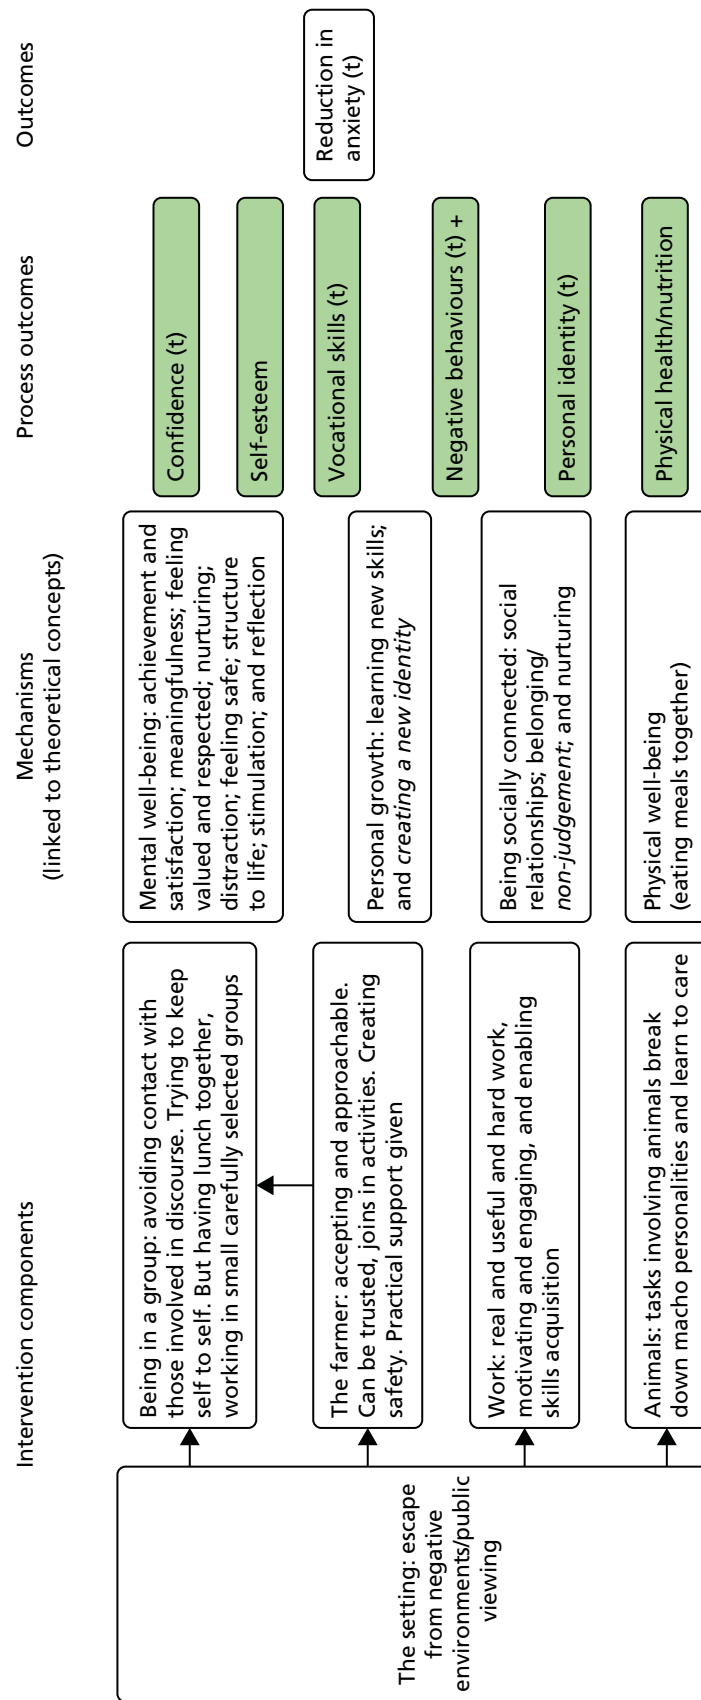 Intervention components
Mechanisms
(linked to theoretical concepts)
Process outcomes
Outcomes
The setting: escape
from negative
environments/public
viewing
Being in a group: avoiding contact with
those involved in discourse. Trying to keep
self to self. But having lunch together,
working in small carefully selected groups
The farmer: accepting and approachable.
Can be trusted, joins in activities. Creating
safety. Practical support given
Work: real and useful and hard work,
motivating and engaging, and enabling
skills acquisition
Animals: tasks involving animals break
down macho personalities and learn to care
Mental well-being: achievement and
satisfaction; meaningfulness; feeling
valued and respected; nurturing;
distraction; feeling safe; structure
to life; stimulation; and reflection
Personal growth: learning new skills;
and creating a new identity
Being socially connected: social
relationships; belonging/
non-judgement; and nurturing
Physical well-being
(eating meals together)
Confidence (t)
Self-esteem
Vocational skills (t)
Negative behaviours (t) +
Personal identity (t)
Physical health/nutrition
Reduction in
anxiety (t)